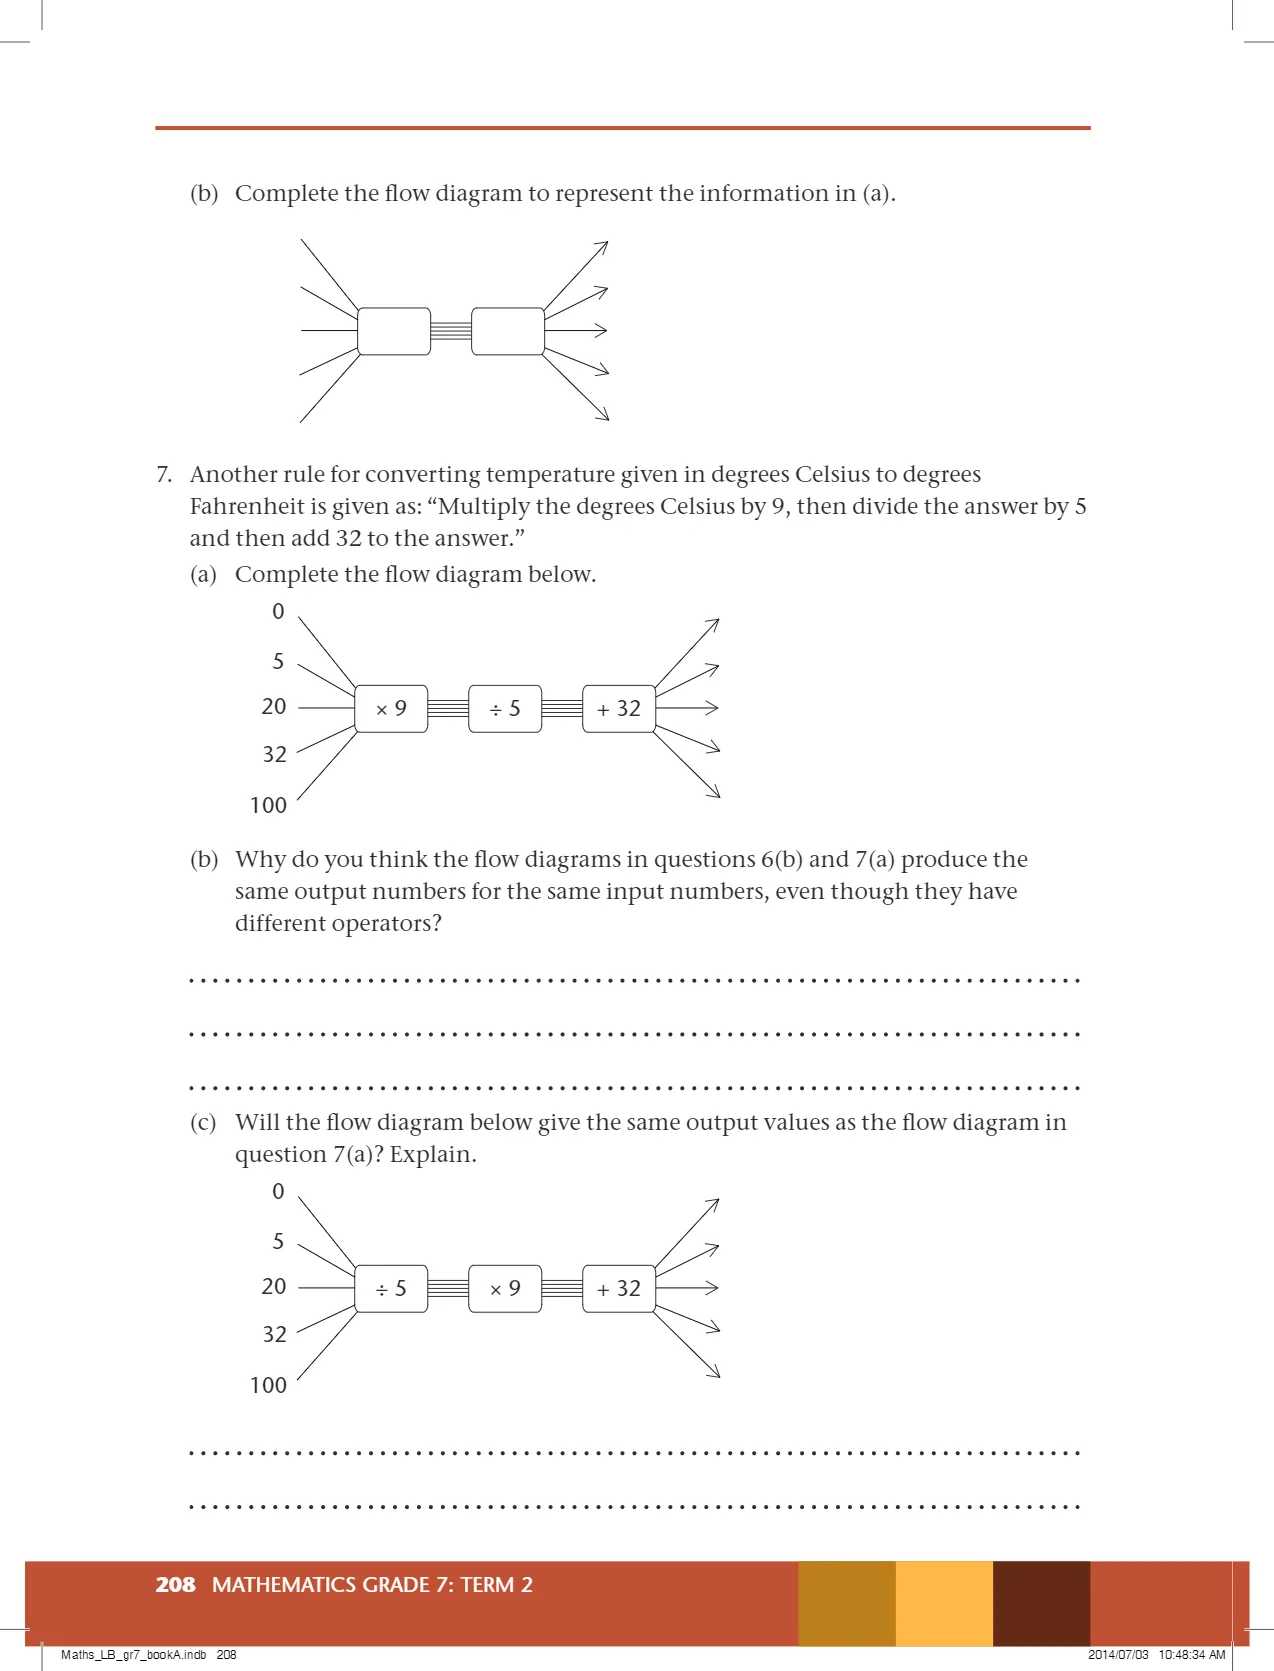 (b) Complete the flow diagram to represent the information in (a).
7. Another rule for converting temperature given in degrees Celsius to degrees
Fahrenheit is given as: “Multiply the degrees Celsius by 9, then divide the answer by 5
and then add 32 to the answer.”
(a) Complete the flow diagram below.
0
5
20
32
100
× 9
÷ 5
+ 32
(b) Why do you think the flow diagrams in questions 6(b) and 7(a) produce the
same output numbers for the same input numbers, even though they have
different operators?
(c) Will the flow diagram below give the same output values as the flow diagram in
question 7(a)? Explain.
0
5
20
32
100
÷ 5
× 9
+ 32
208 MATHEMATICS GRADE 7: TERM 2
Maths_LB_gr7_bookA.indb 208
2014/07/03 10:48:34 AM